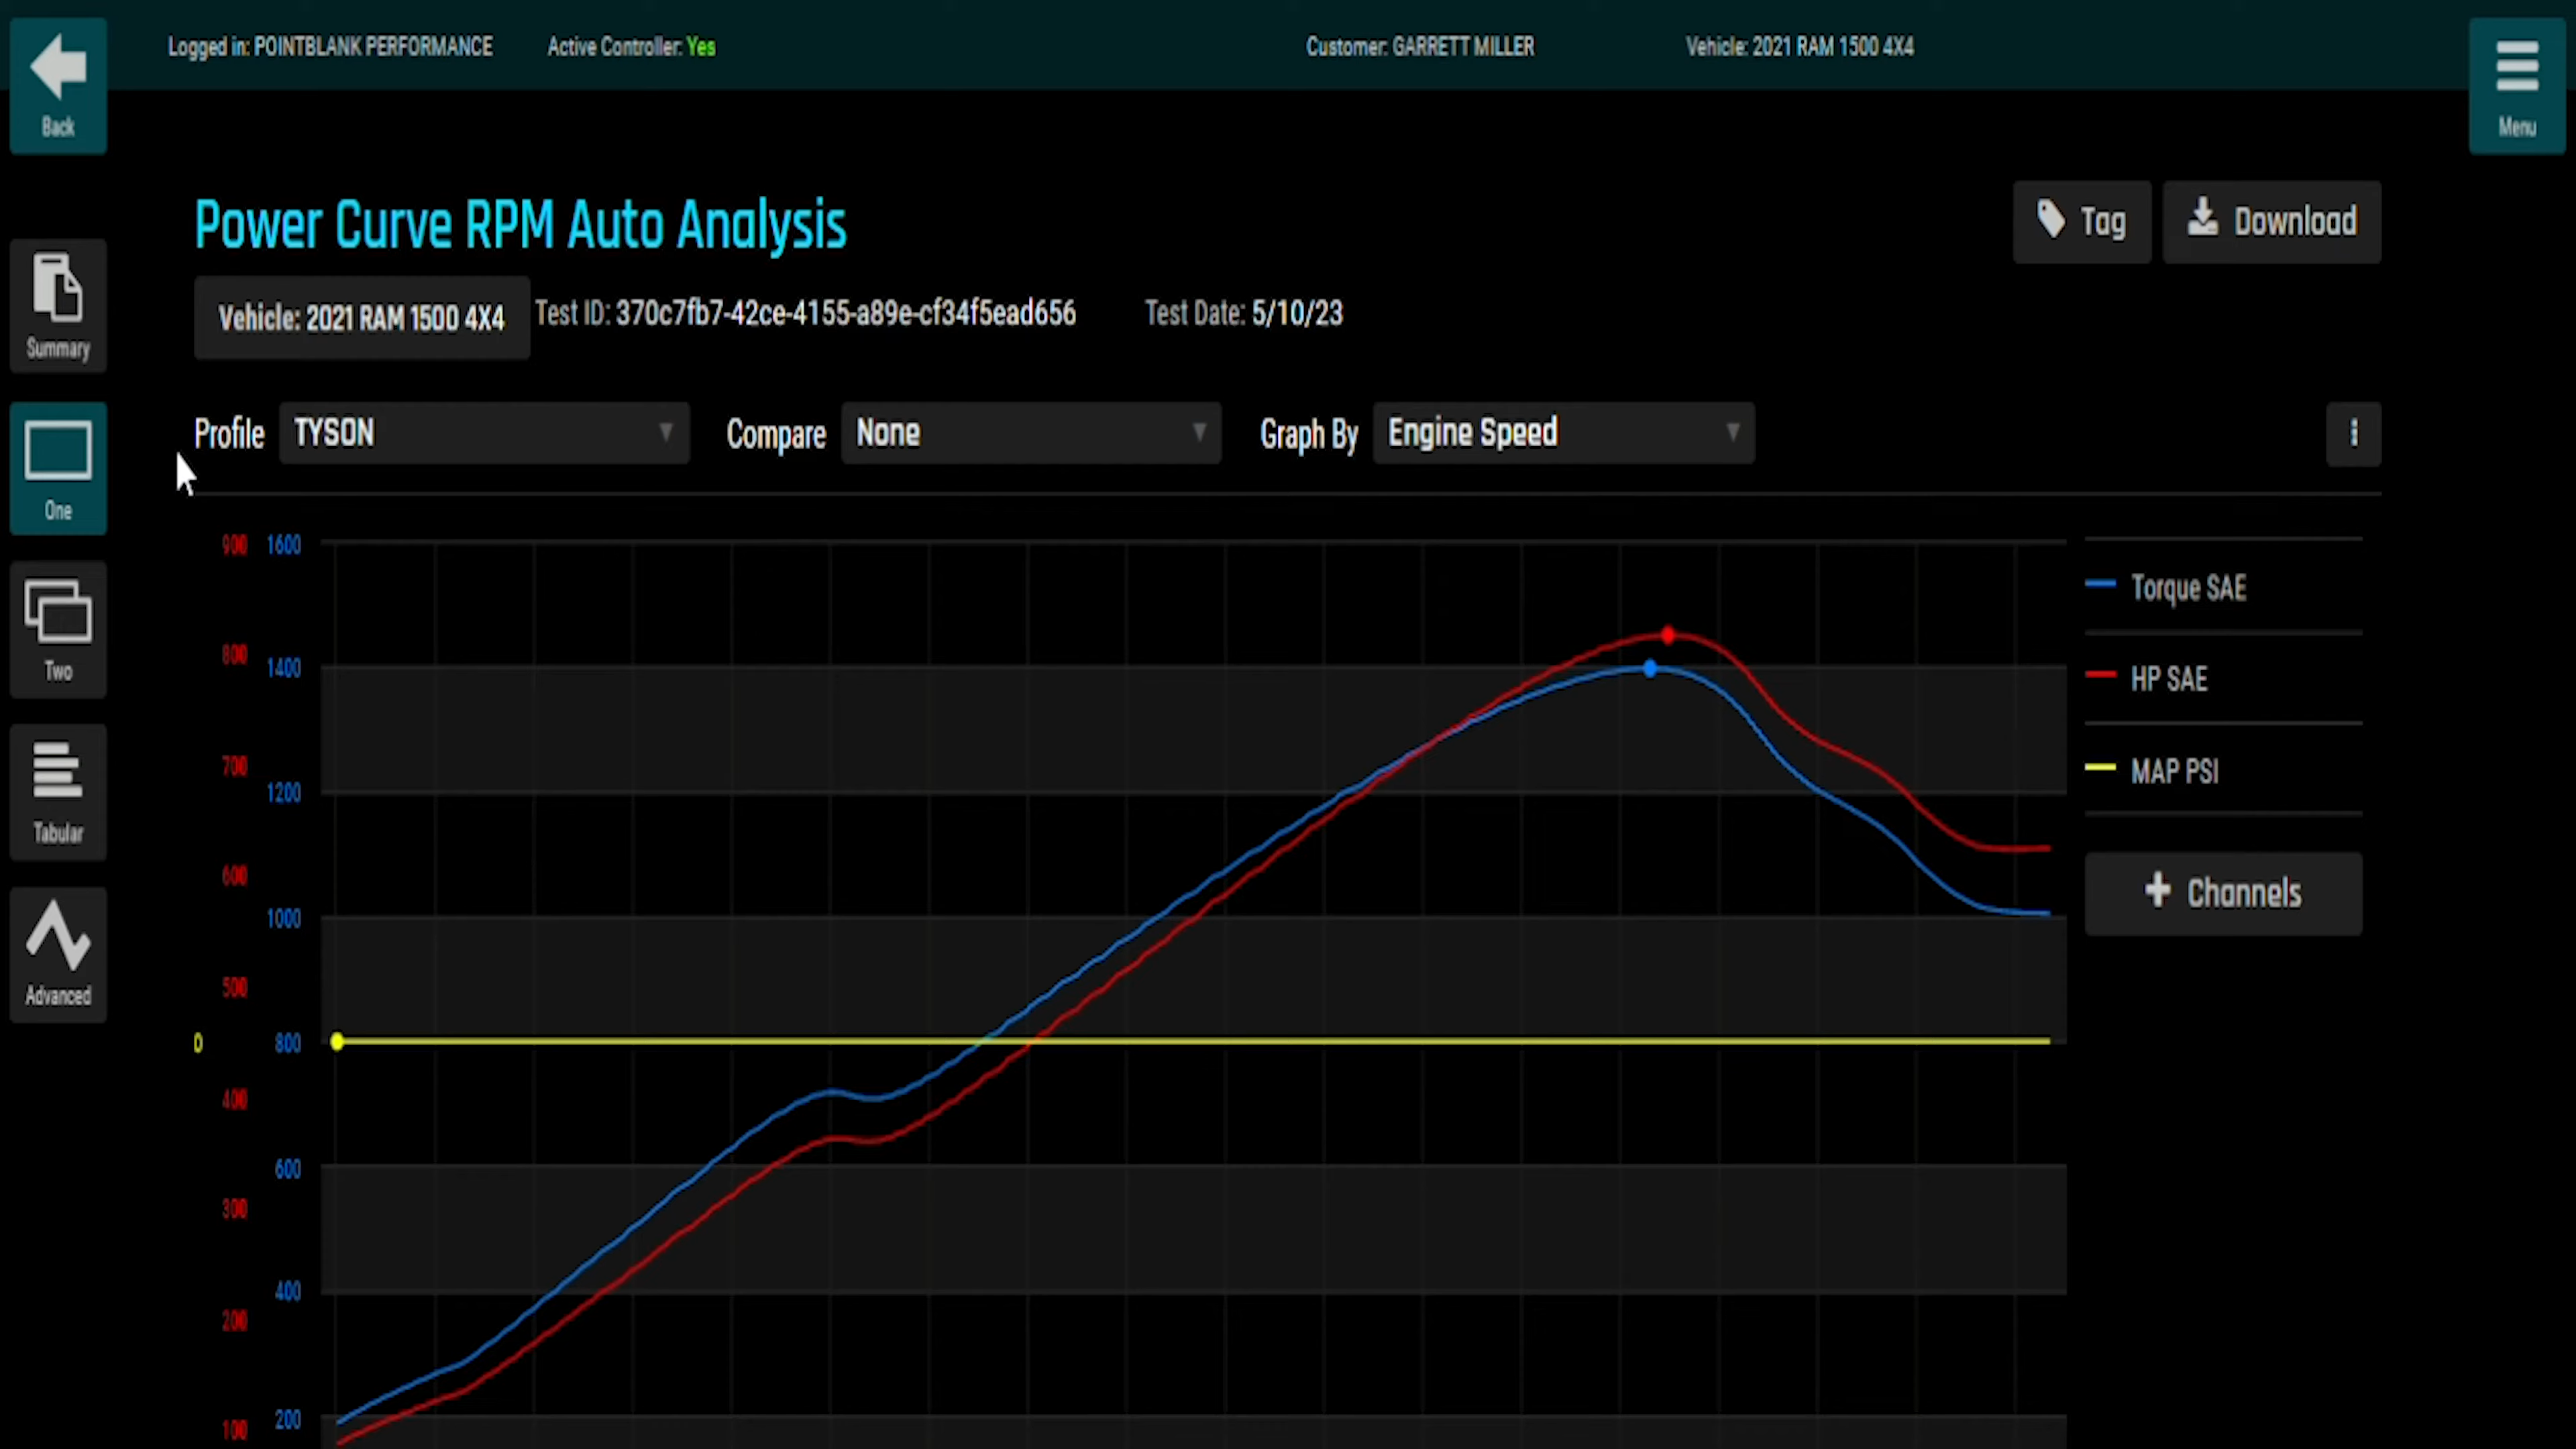 Logged in: POINTBLANK PERFORMANCE Active Controller: Yes Customer: GARRETT MILLER Vehicle: 2021 RAM 1500 4X4
Back
Menu
Power Curve RPM Auto Analysis
Tag
Download
Vehicle: 2021 RAM 1500 4X4 Test ID: 370c7fb7-42ce-4155-a89e-cf34f5ead656 Test Date: 5/10/23
Summary
Profile TYSON Compare None Graph By Engine Speed
One
Two
Tabular
Advanced
900 1600
800 1400
700 1200
600 1000
500
0 800
400
600
300
400
200
100 200
Torque SAE
HP SAE
MAP PSI
+ Channels